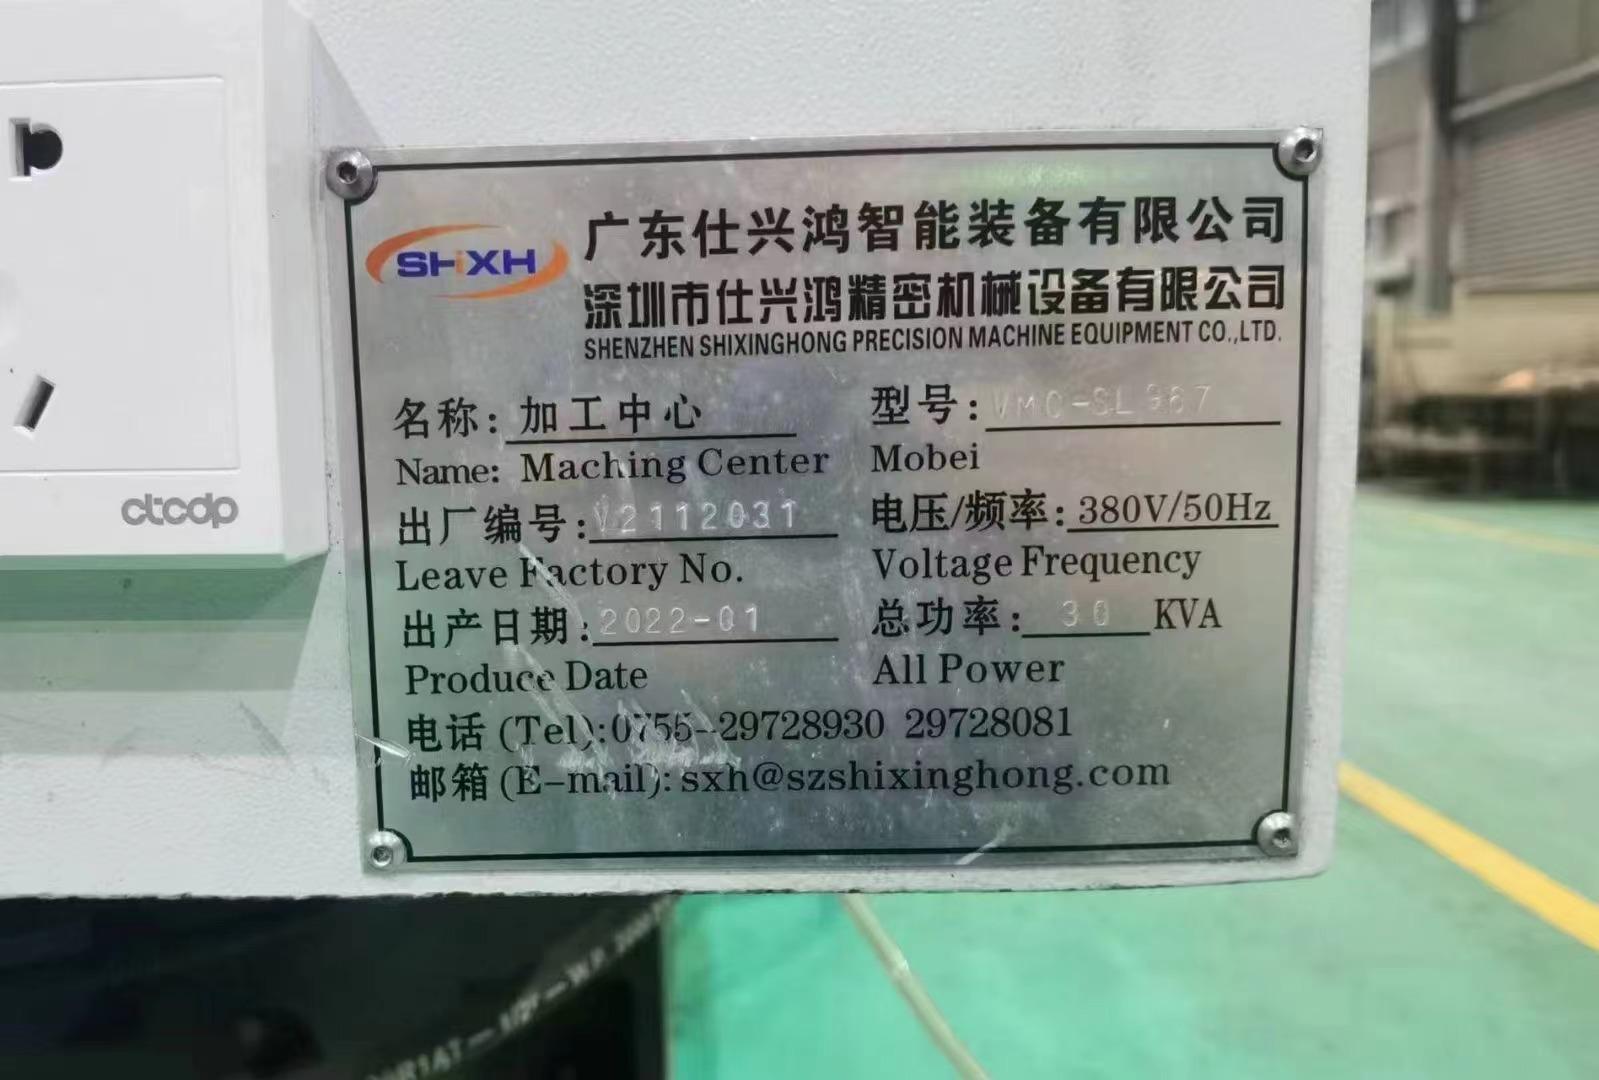 SHiXH
广东仕兴鸿智能装备有限公司
深圳市仕兴鸿精密机械设备有限公司
SHENZHEN SHIXINGHONG PRECISION MACHINE EQUIPMENT CO.,LTD.
名称: 加工中心 型号: VMC-SL967
Name: Maching Center Mobei
出厂编号: V2112031 电压/频率: 380V/50Hz
Leave Factory No. Voltage Frequency
出产日期: 2022-01 总功率: 30 KVA
Produce Date All Power
电话 (Tel): 0755-29728930 29728081
邮箱 (E-mail): sxh@szshixinghong.com